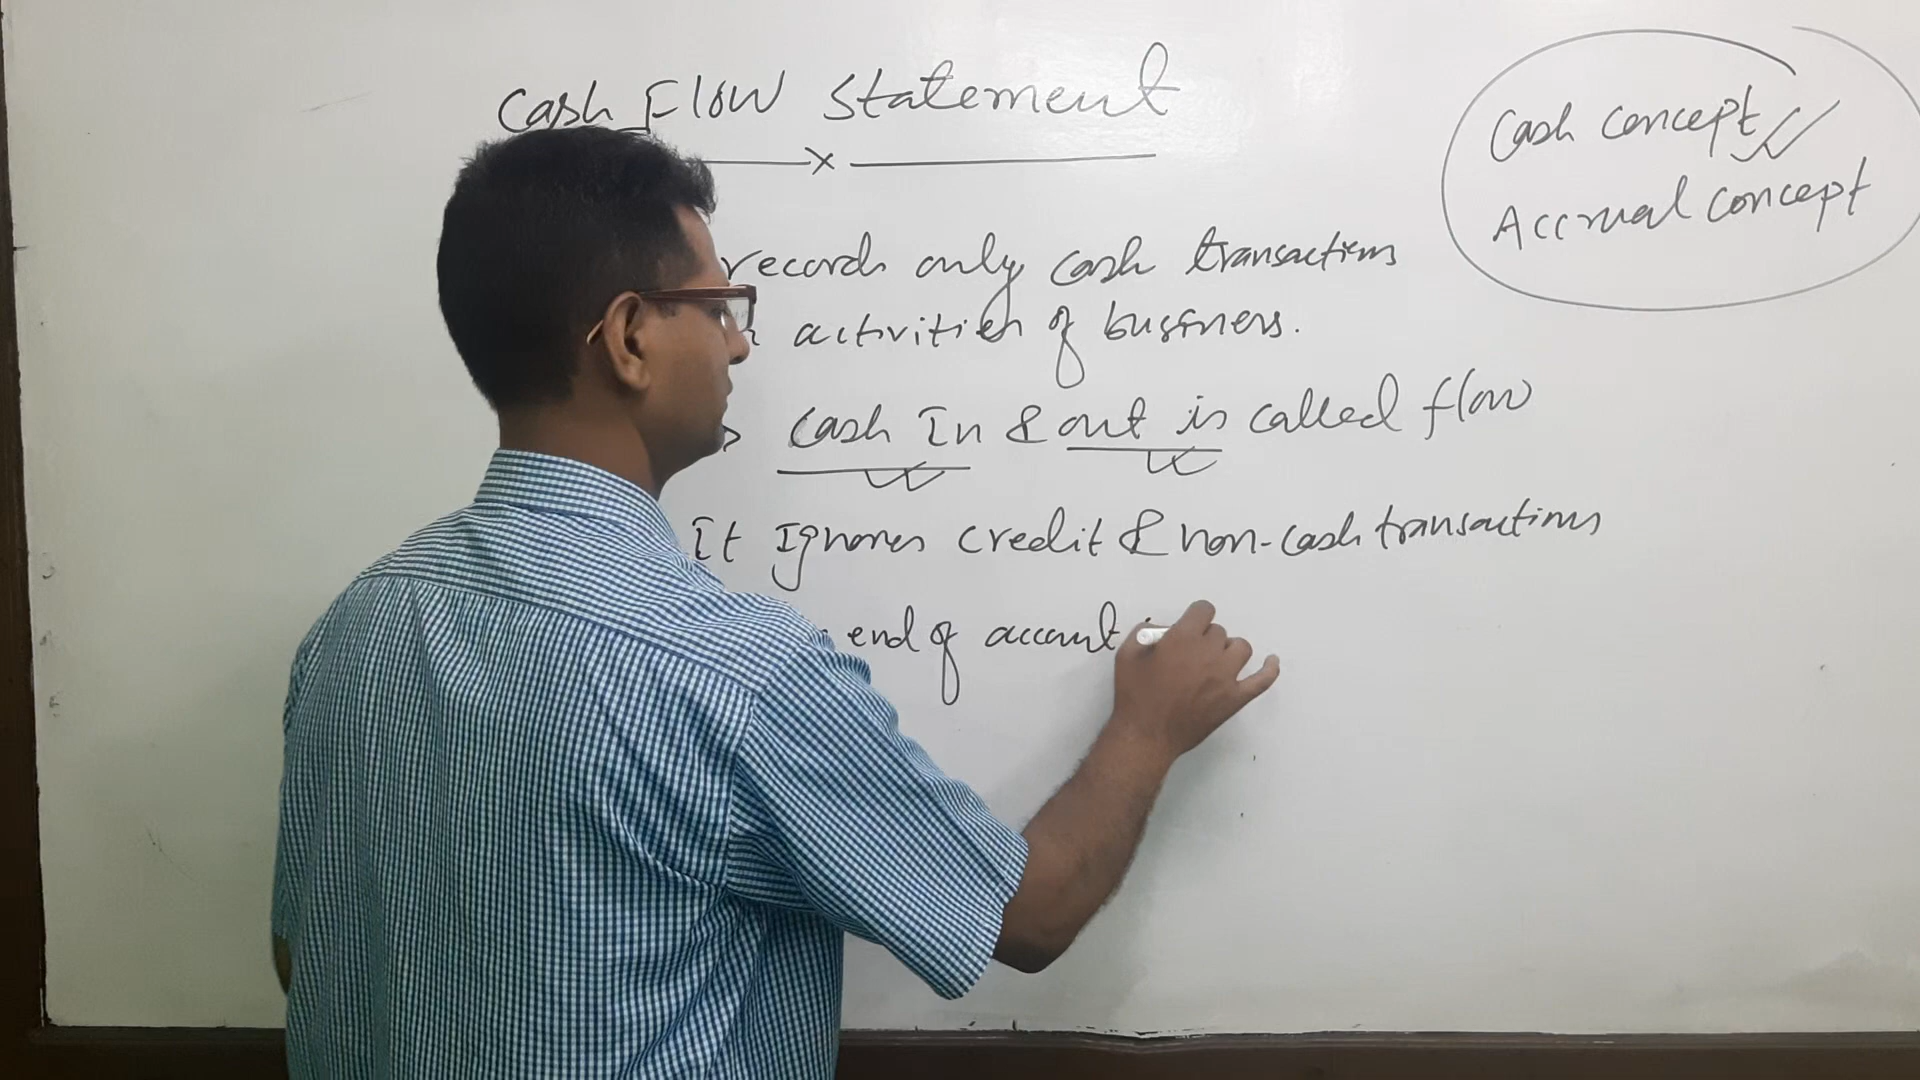 Cash Flow Statement
Cash concept
Accrual concept
records only cash transactions
activities of business.
Cash In & out is called flow
It Ignores credit & non-cash transactions
end of account